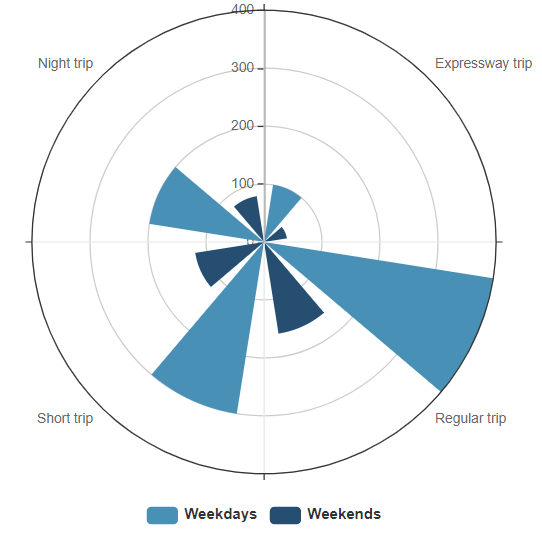 400
Night trip
Expressway trip
300
200
100
0
Short trip
Regular trip
Weekdays
Weekends